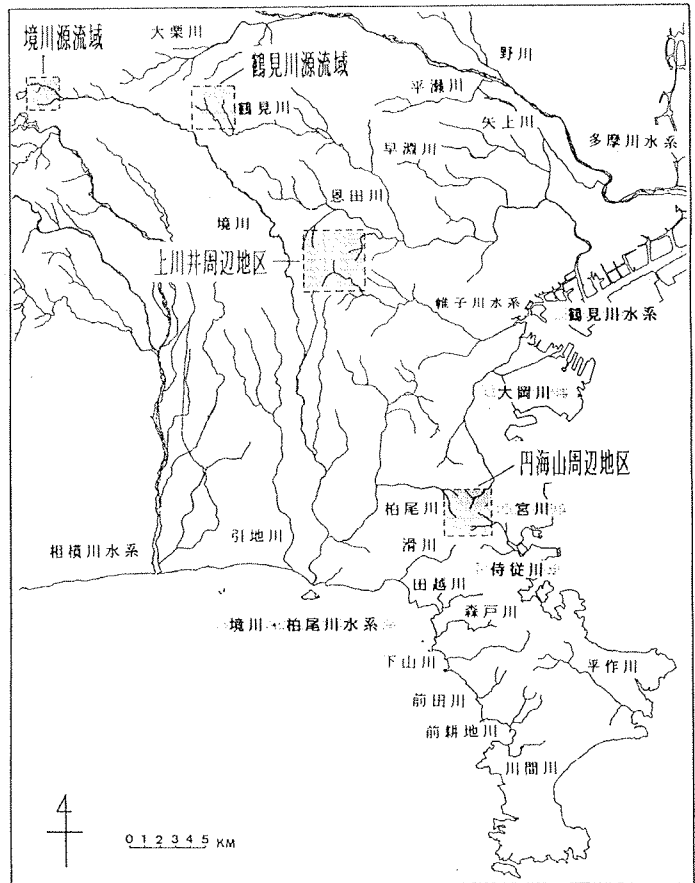 大栗川
境川源流域
野川
鶴見川源流域
平瀬川
鶴見川
矢上川
多摩川水系
早淵川
恩田川
境川
上川井周辺地区
帷子川水系
鶴見川水系
大岡川
円海山周辺地区
柏尾川
宮川
引地川
滑川
相模川水系
侍従川
田越川
森戸川
境川・柏尾川水系
下山川
平作川
前田川
前耕地川
川間川
4
0 1 2 3 4 5 KM